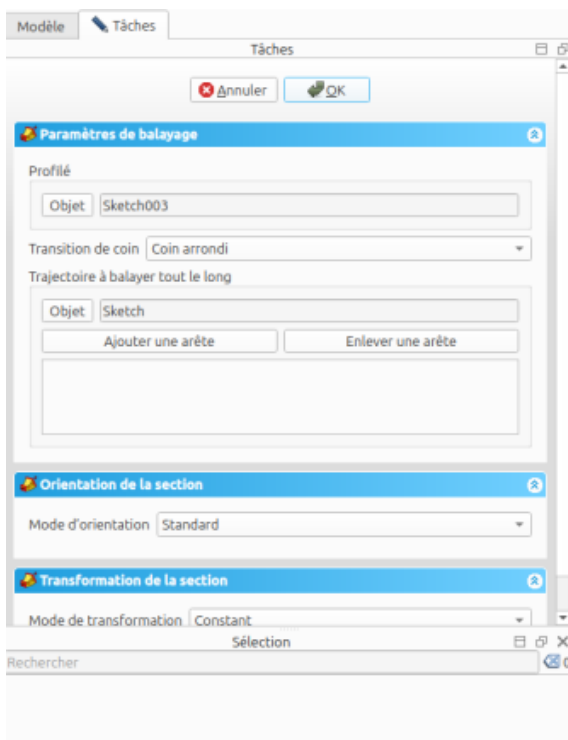 Modèle Tâches
Tâches
Annuler OK
Paramètres de balayage
Profilé
Objet Sketch003
Transition de coin Coin arrondi
Trajectoire à balayer tout le long
Objet Sketch
Ajouter une arête Enlever une arête
Orientation de la section
Mode d'orientation Standard
Transformation de la section
Mode de transformation Constant
Sélection
Rechercher